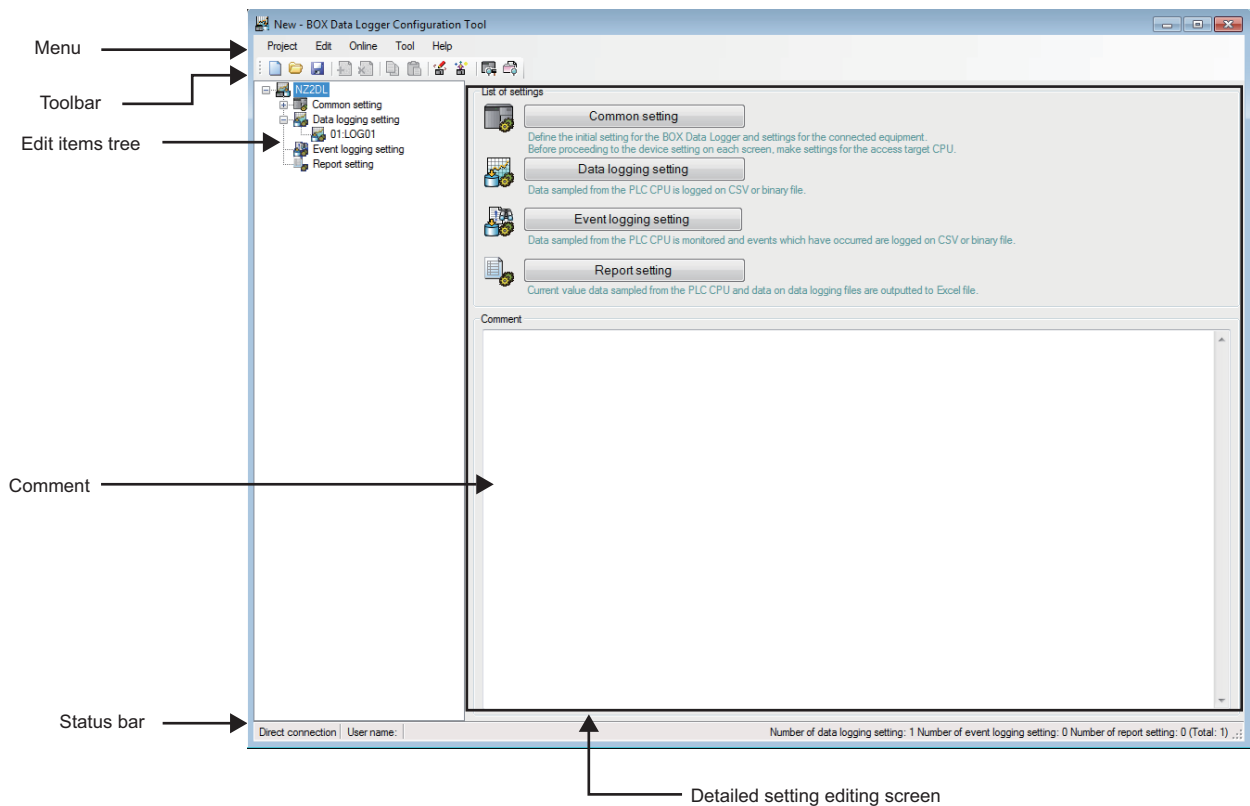 New - BOX Data Logger Configuration Tool
Menu
Project Edit Online Tool Help
Toolbar
Edit items tree
NZ2DL
Common setting
Data logging setting
01:LOG01
Event logging setting
Report setting
List of settings
Common setting
Define the initial setting for the BOX Data Logger and settings for the connected equipment.
Before proceeding to the device setting on each screen, make settings for the access target CPU.
Data logging setting
Data sampled from the PLC CPU is logged on CSV or binary file.
Event logging setting
Data sampled from the PLC CPU is monitored and events which have occurred are logged on CSV or binary file.
Report setting
Current value data sampled from the PLC CPU and data on data logging files are outputted to Excel file.
Comment
Comment
Status bar
Direct connection User name:
Number of data logging setting: 1 Number of event logging setting: 0 Number of report setting: 0 (Total: 1)
Detailed setting editing screen